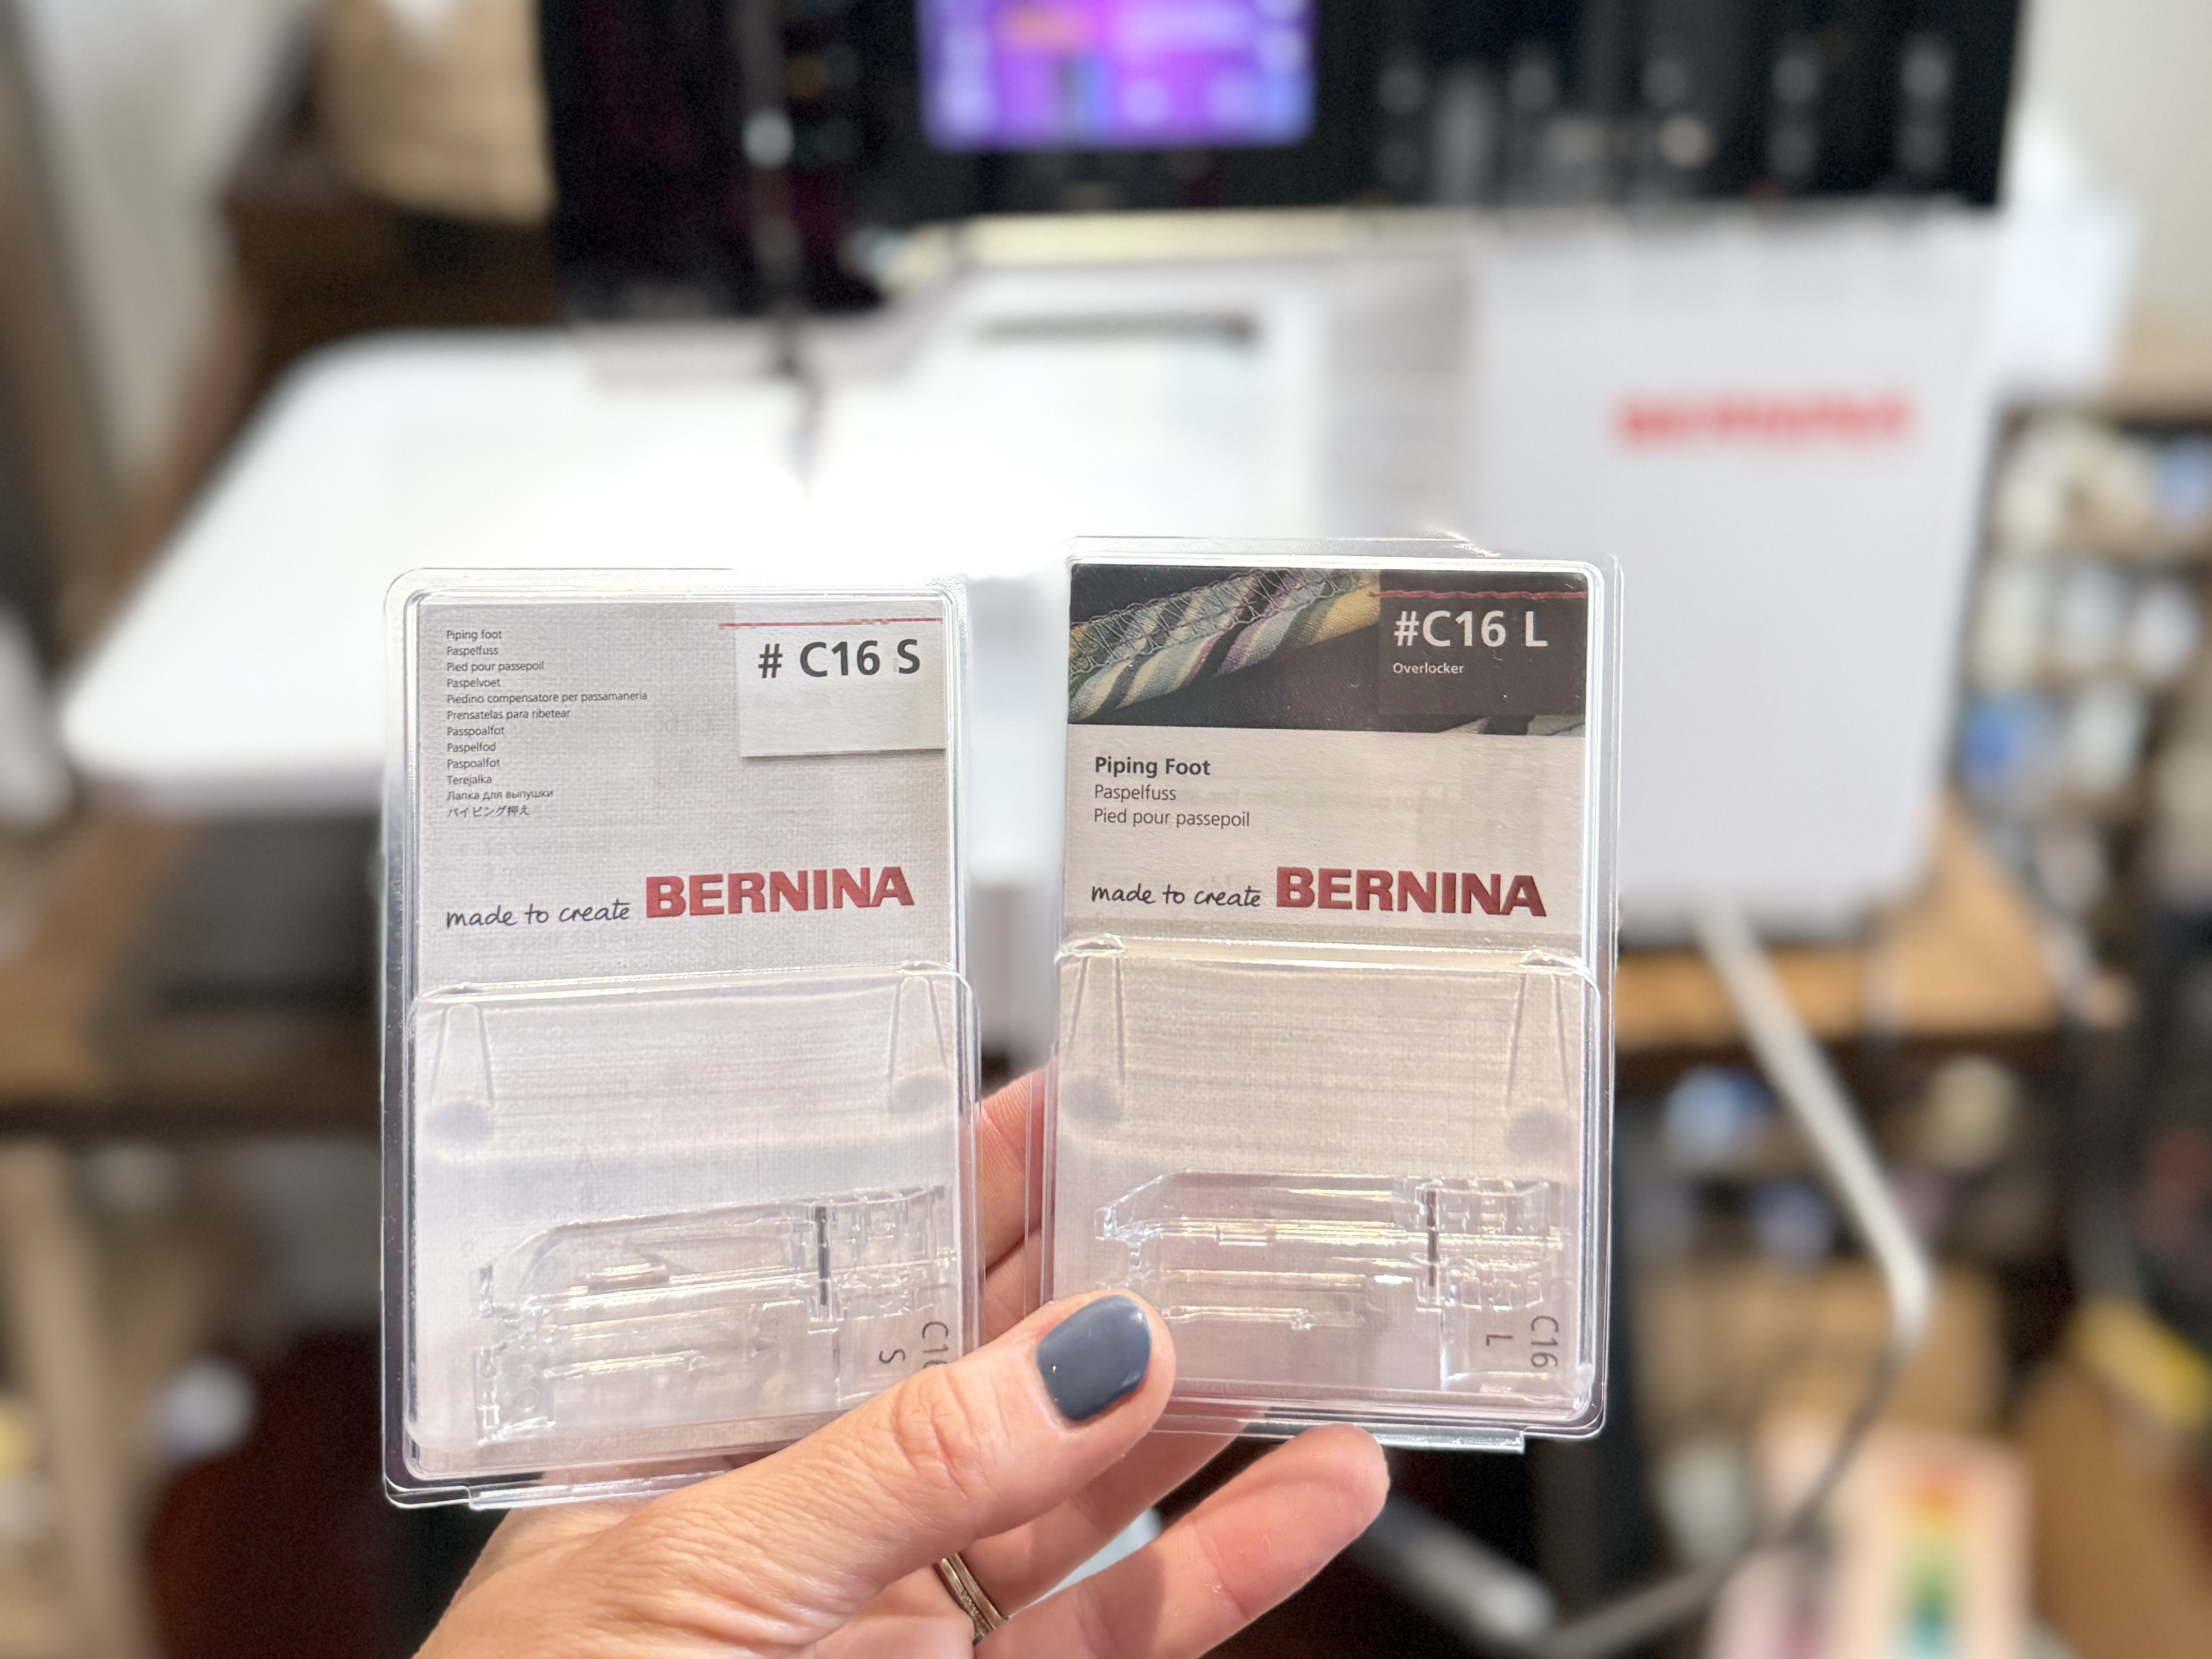 BERNINA
Piping foot
Paspelfuss
Pied pour passepoil
Paspelvoet
Piedino compensatore per passamaneria
Prensatelas para ribetear
Passpoalfot
Paspelfod
Paspoalfot
Terejalka
Лапка для выпушки
パイピング押え
# C16 S
made to create BERNINA
C16
S
#C16 L
Overlocker
Piping Foot
Paspelfuss
Pied pour passepoil
made to create BERNINA
C16
L